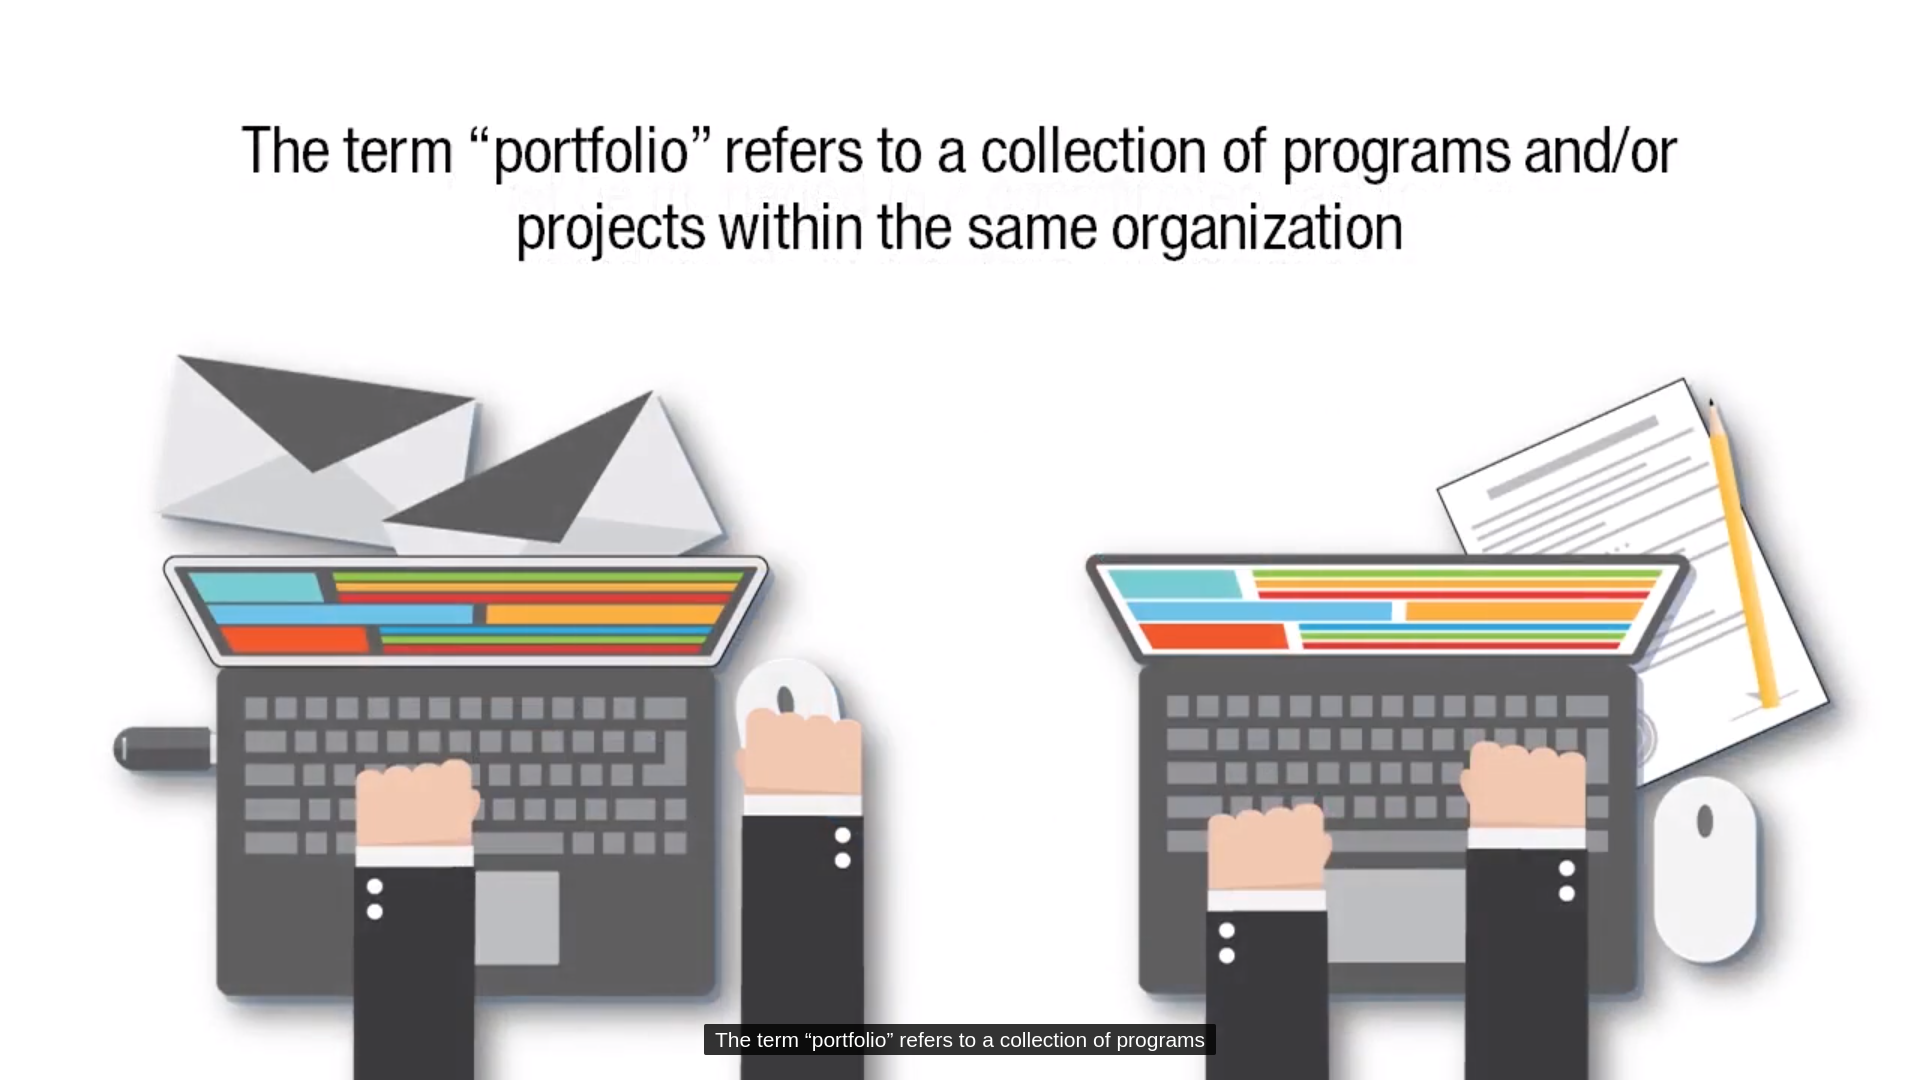 The term “portfolio” refers to a collection of programs and/or
projects within the same organization
The term “portfolio” refers to a collection of programs